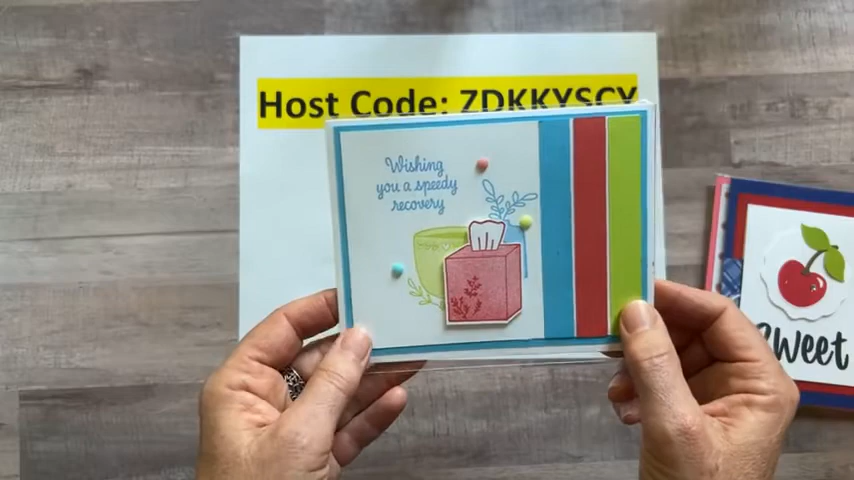 Host Code: ZDKKYSCY
Wishing
you a speedy
recovery
Sweet